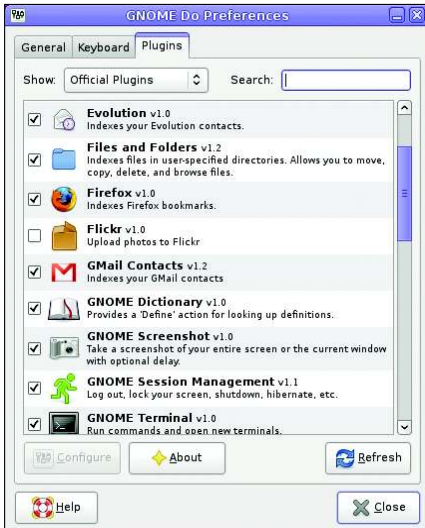 GNOME Do Preferences
General Keyboard Plugins
Show: Official Plugins Search:
Evolution v1.0
Indexes your Evolution contacts.
Files and Folders v1.2
Indexes files in user-specified directories. Allows you to move,
copy, delete, and browse files.
Firefox v1.0
Indexes Firefox bookmarks.
Flickr v1.0
Upload photos to Flickr
GMail Contacts v1.2
Indexes your GMail contacts
GNOME Dictionary v1.0
Provides a 'Define' action for looking up definitions.
GNOME Screenshot v1.0
Take a screenshot of your entire screen or the current window
with optional delay.
GNOME Session Management v1.1
Log out, lock your screen, shutdown, hibernate, etc.
GNOME Terminal v1.0
Run commands and open new terminals.
Configure About Refresh
Help Close